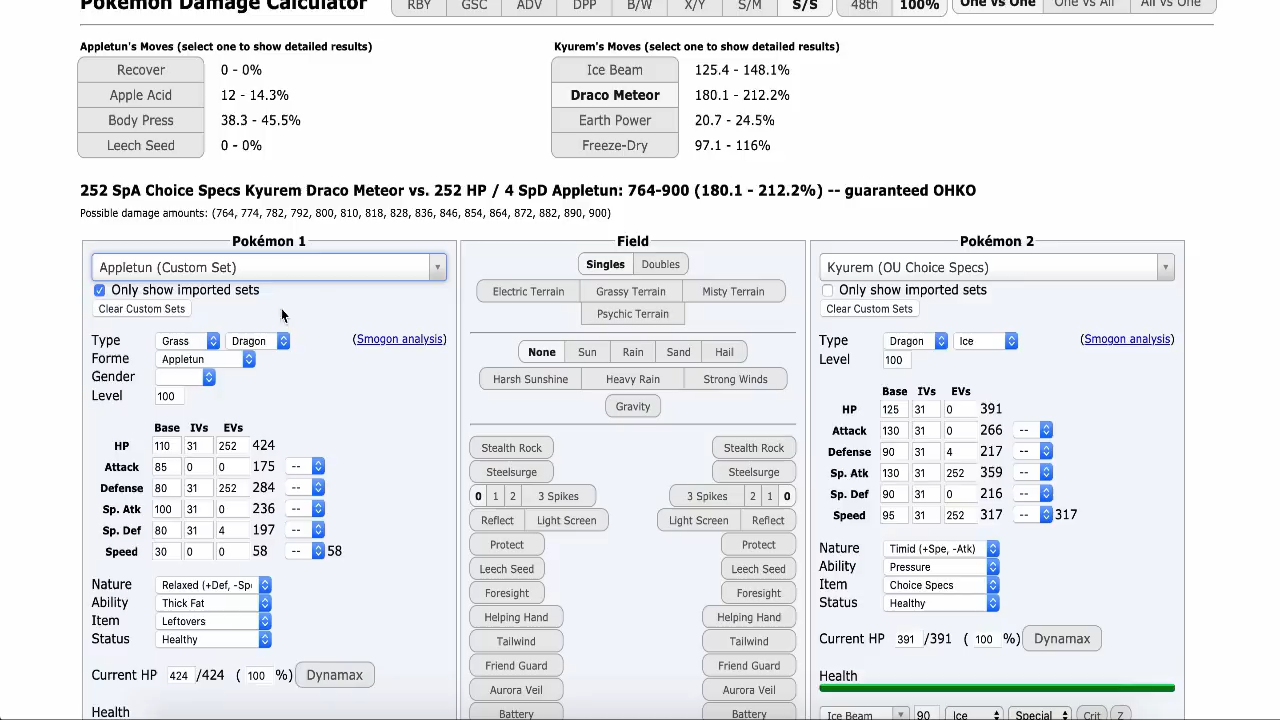 Pokémon Damage Calculator RBY GSC ADV DPP B/W X/Y S/M S/S 48th 100% One vs One One vs All All vs One
Appletun's Moves (select one to show detailed results)
Recover 0 - 0%
Apple Acid 12 - 14.3%
Body Press 38.3 - 45.5%
Leech Seed 0 - 0%
Kyurem's Moves (select one to show detailed results)
Ice Beam 125.4 - 148.1%
Draco Meteor 180.1 - 212.2%
Earth Power 20.7 - 24.5%
Freeze-Dry 97.1 - 116%
252 SpA Choice Specs Kyurem Draco Meteor vs. 252 HP / 4 SpD Appletun: 764-900 (180.1 - 212.2%) -- guaranteed OHKO
Possible damage amounts: (764, 774, 782, 792, 800, 810, 818, 828, 836, 846, 854, 864, 872, 882, 890, 900)
Pokémon 1
Appletun (Custom Set)
Only show imported sets
Clear Custom Sets
Type Grass Dragon (Smogon analysis)
Forme Appletun
Gender
Level 100
Base IVs EVs
HP 110 31 252 424
Attack 85 0 0 175 --
Defense 80 31 252 284 --
Sp. Atk 100 31 0 236 --
Sp. Def 80 31 4 197 --
Speed 30 0 0 58 -- 58
Nature Relaxed (+Def, -Sp
Ability Thick Fat
Item Leftovers
Status Healthy
Current HP 424 /424 ( 100 %) Dynamax
Health
Field
Singles Doubles
Electric Terrain Grassy Terrain Misty Terrain
Psychic Terrain
None Sun Rain Sand Hail
Harsh Sunshine Heavy Rain Strong Winds
Gravity
Stealth Rock Stealth Rock
Steelsurge Steelsurge
0 1 2 3 Spikes 3 Spikes 2 1 0
Reflect Light Screen Light Screen Reflect
Protect Protect
Leech Seed Leech Seed
Foresight Foresight
Helping Hand Helping Hand
Tailwind Tailwind
Friend Guard Friend Guard
Aurora Veil Aurora Veil
Battery Battery
Pokémon 2
Kyurem (OU Choice Specs)
Only show imported sets
Clear Custom Sets
Type Dragon Ice (Smogon analysis)
Level 100
Base IVs EVs
HP 125 31 0 391
Attack 130 31 0 266 --
Defense 90 31 4 217 --
Sp. Atk 130 31 252 359 --
Sp. Def 90 31 0 216 --
Speed 95 31 252 317 -- 317
Nature Timid (+Spe, -Atk)
Ability Pressure
Item Choice Specs
Status Healthy
Current HP 391 /391 ( 100 %) Dynamax
Health
Ice Beam 90 Ice Special Crit Z